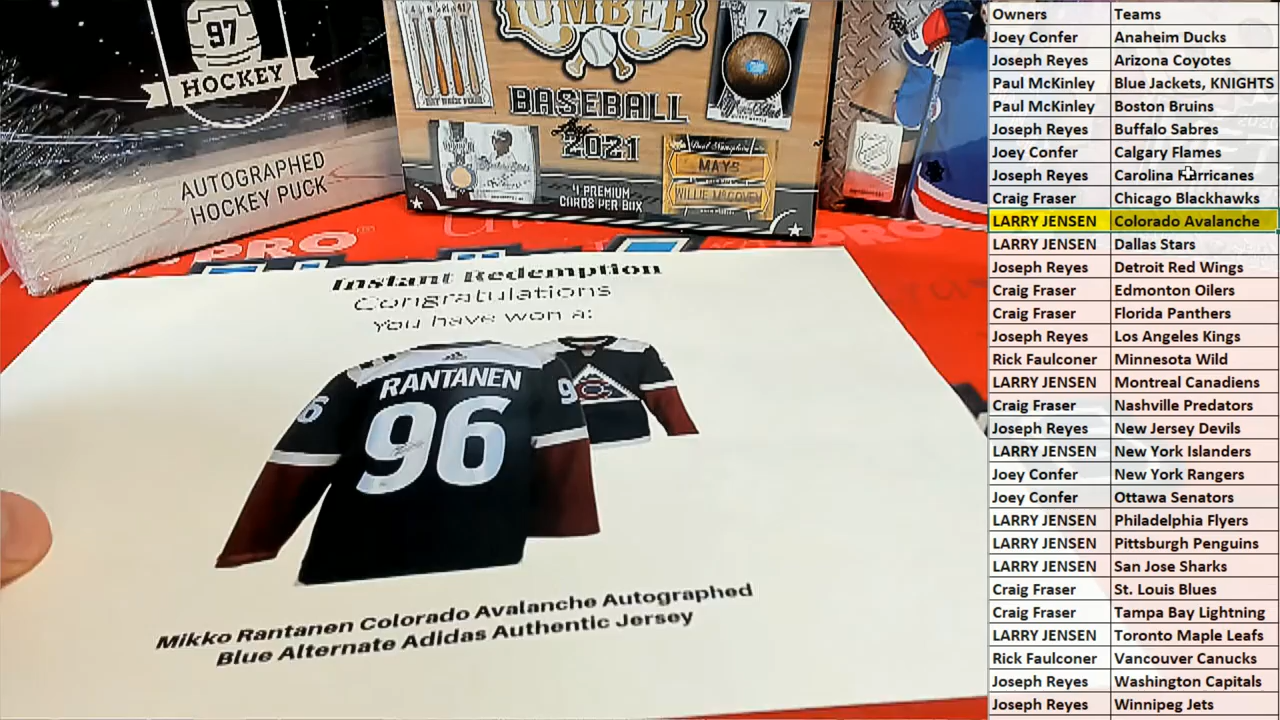 97
HOCKEY
AUTOGRAPHED
HOCKEY PUCK
LUMBER
BASEBALL
2021
7
MAYS
WILLIE McCOVEY
4 PREMIUM
CARDS PER BOX
PRO
Instant Redemption
Congratulations
You have won a:
RANTANEN
96
Mikko Rantanen Colorado Avalanche Autographed
Blue Alternate Adidas Authentic Jersey
Owners Teams
Joey Confer Anaheim Ducks
Joseph Reyes Arizona Coyotes
Paul McKinley Blue Jackets, KNIGHTS
Paul McKinley Boston Bruins
Joseph Reyes Buffalo Sabres
Joey Confer Calgary Flames
Joseph Reyes Carolina Hurricanes
Craig Fraser Chicago Blackhawks
LARRY JENSEN Colorado Avalanche
LARRY JENSEN Dallas Stars
Joseph Reyes Detroit Red Wings
Craig Fraser Edmonton Oilers
Craig Fraser Florida Panthers
Joseph Reyes Los Angeles Kings
Rick Faulconer Minnesota Wild
LARRY JENSEN Montreal Canadiens
Craig Fraser Nashville Predators
Joseph Reyes New Jersey Devils
LARRY JENSEN New York Islanders
Joey Confer New York Rangers
Joey Confer Ottawa Senators
LARRY JENSEN Philadelphia Flyers
LARRY JENSEN Pittsburgh Penguins
LARRY JENSEN San Jose Sharks
Craig Fraser St. Louis Blues
Craig Fraser Tampa Bay Lightning
LARRY JENSEN Toronto Maple Leafs
Rick Faulconer Vancouver Canucks
Joseph Reyes Washington Capitals
Joseph Reyes Winnipeg Jets